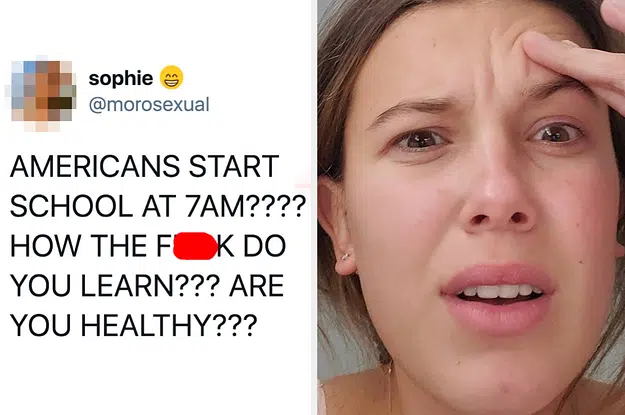 sophie 😁
@morosexual
AMERICANS START
SCHOOL AT 7AM????
HOW THE F K DO
YOU LEARN??? ARE
YOU HEALTHY???